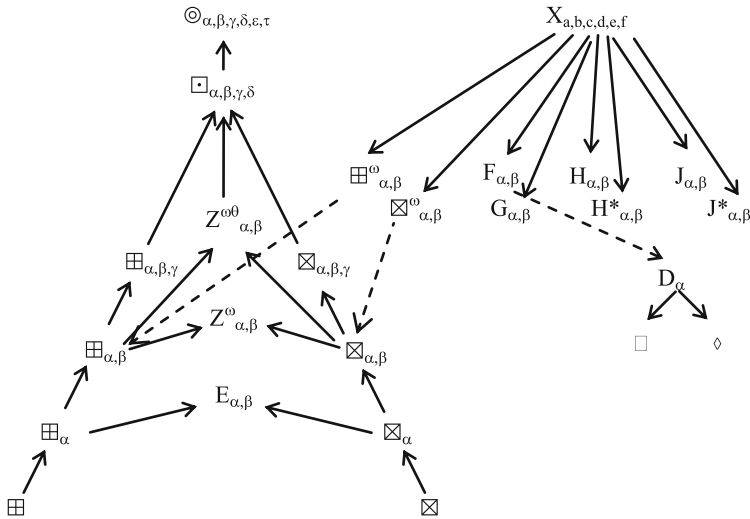 ◎α,β,γ,δ,ε,τ
Xa,b,c,d,e,f
⊡α,β,γ,δ
⊞ωα,β
Fα,β
Hα,β
Jα,β
⊠ωα,β
Gα,β
H*α,β
J*α,β
Zωθα,β
⊞α,β,γ
⊠α,β,γ
Dα
Zωα,β
⊞α,β
⊠α,β
□
◊
Eα,β
⊞α
⊠α
⊞
⊠